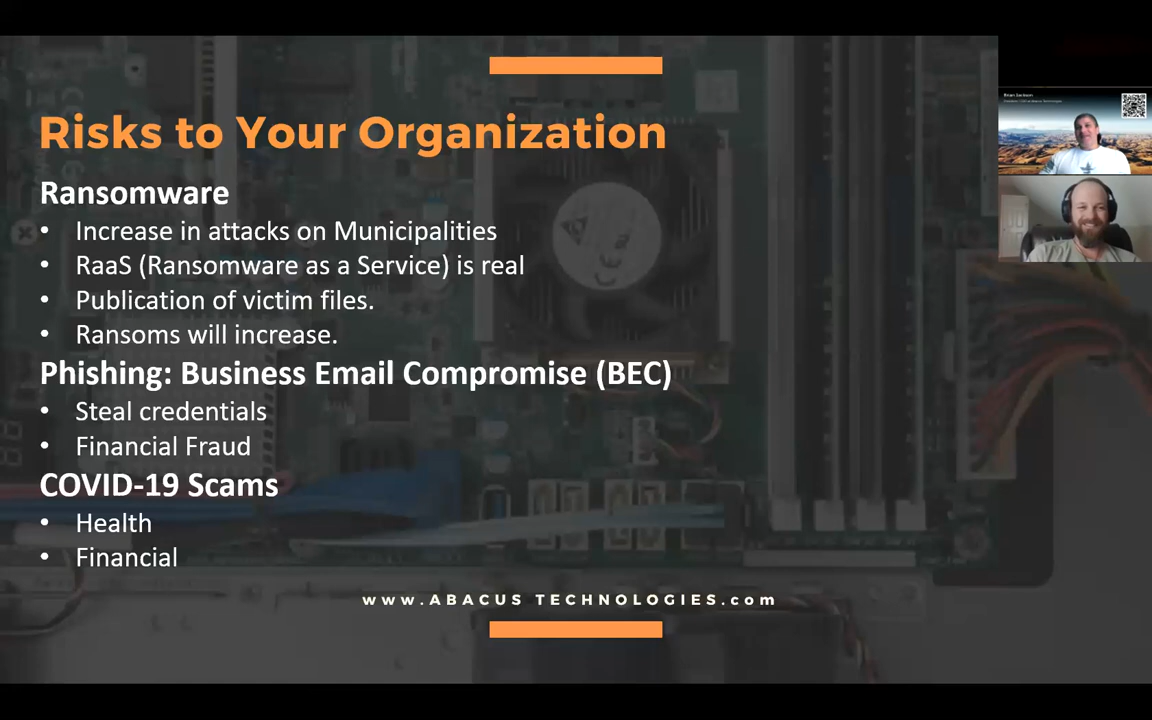 Risks to Your Organization
Ransomware
• Increase in attacks on Municipalities
• RaaS (Ransomware as a Service) is real
• Publication of victim files.
• Ransoms will increase.
Phishing: Business Email Compromise (BEC)
• Steal credentials
• Financial Fraud
COVID-19 Scams
• Health
• Financial
www.ABACUS TECHNOLOGIES.com
Brian Jackson